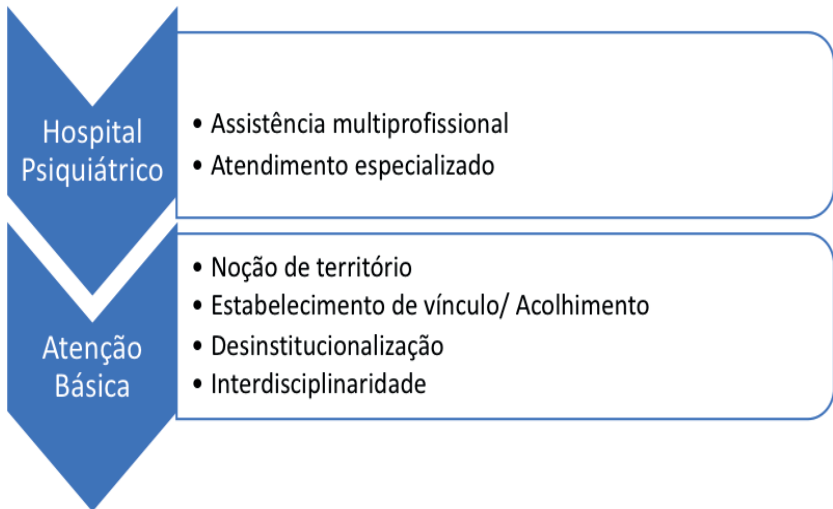 Hospital
Psiquiátrico
• Assistência multiprofissional
• Atendimento especializado
Atenção
Básica
• Noção de território
• Estabelecimento de vínculo/ Acolhimento
• Desinstitucionalização
• Interdisciplinaridade